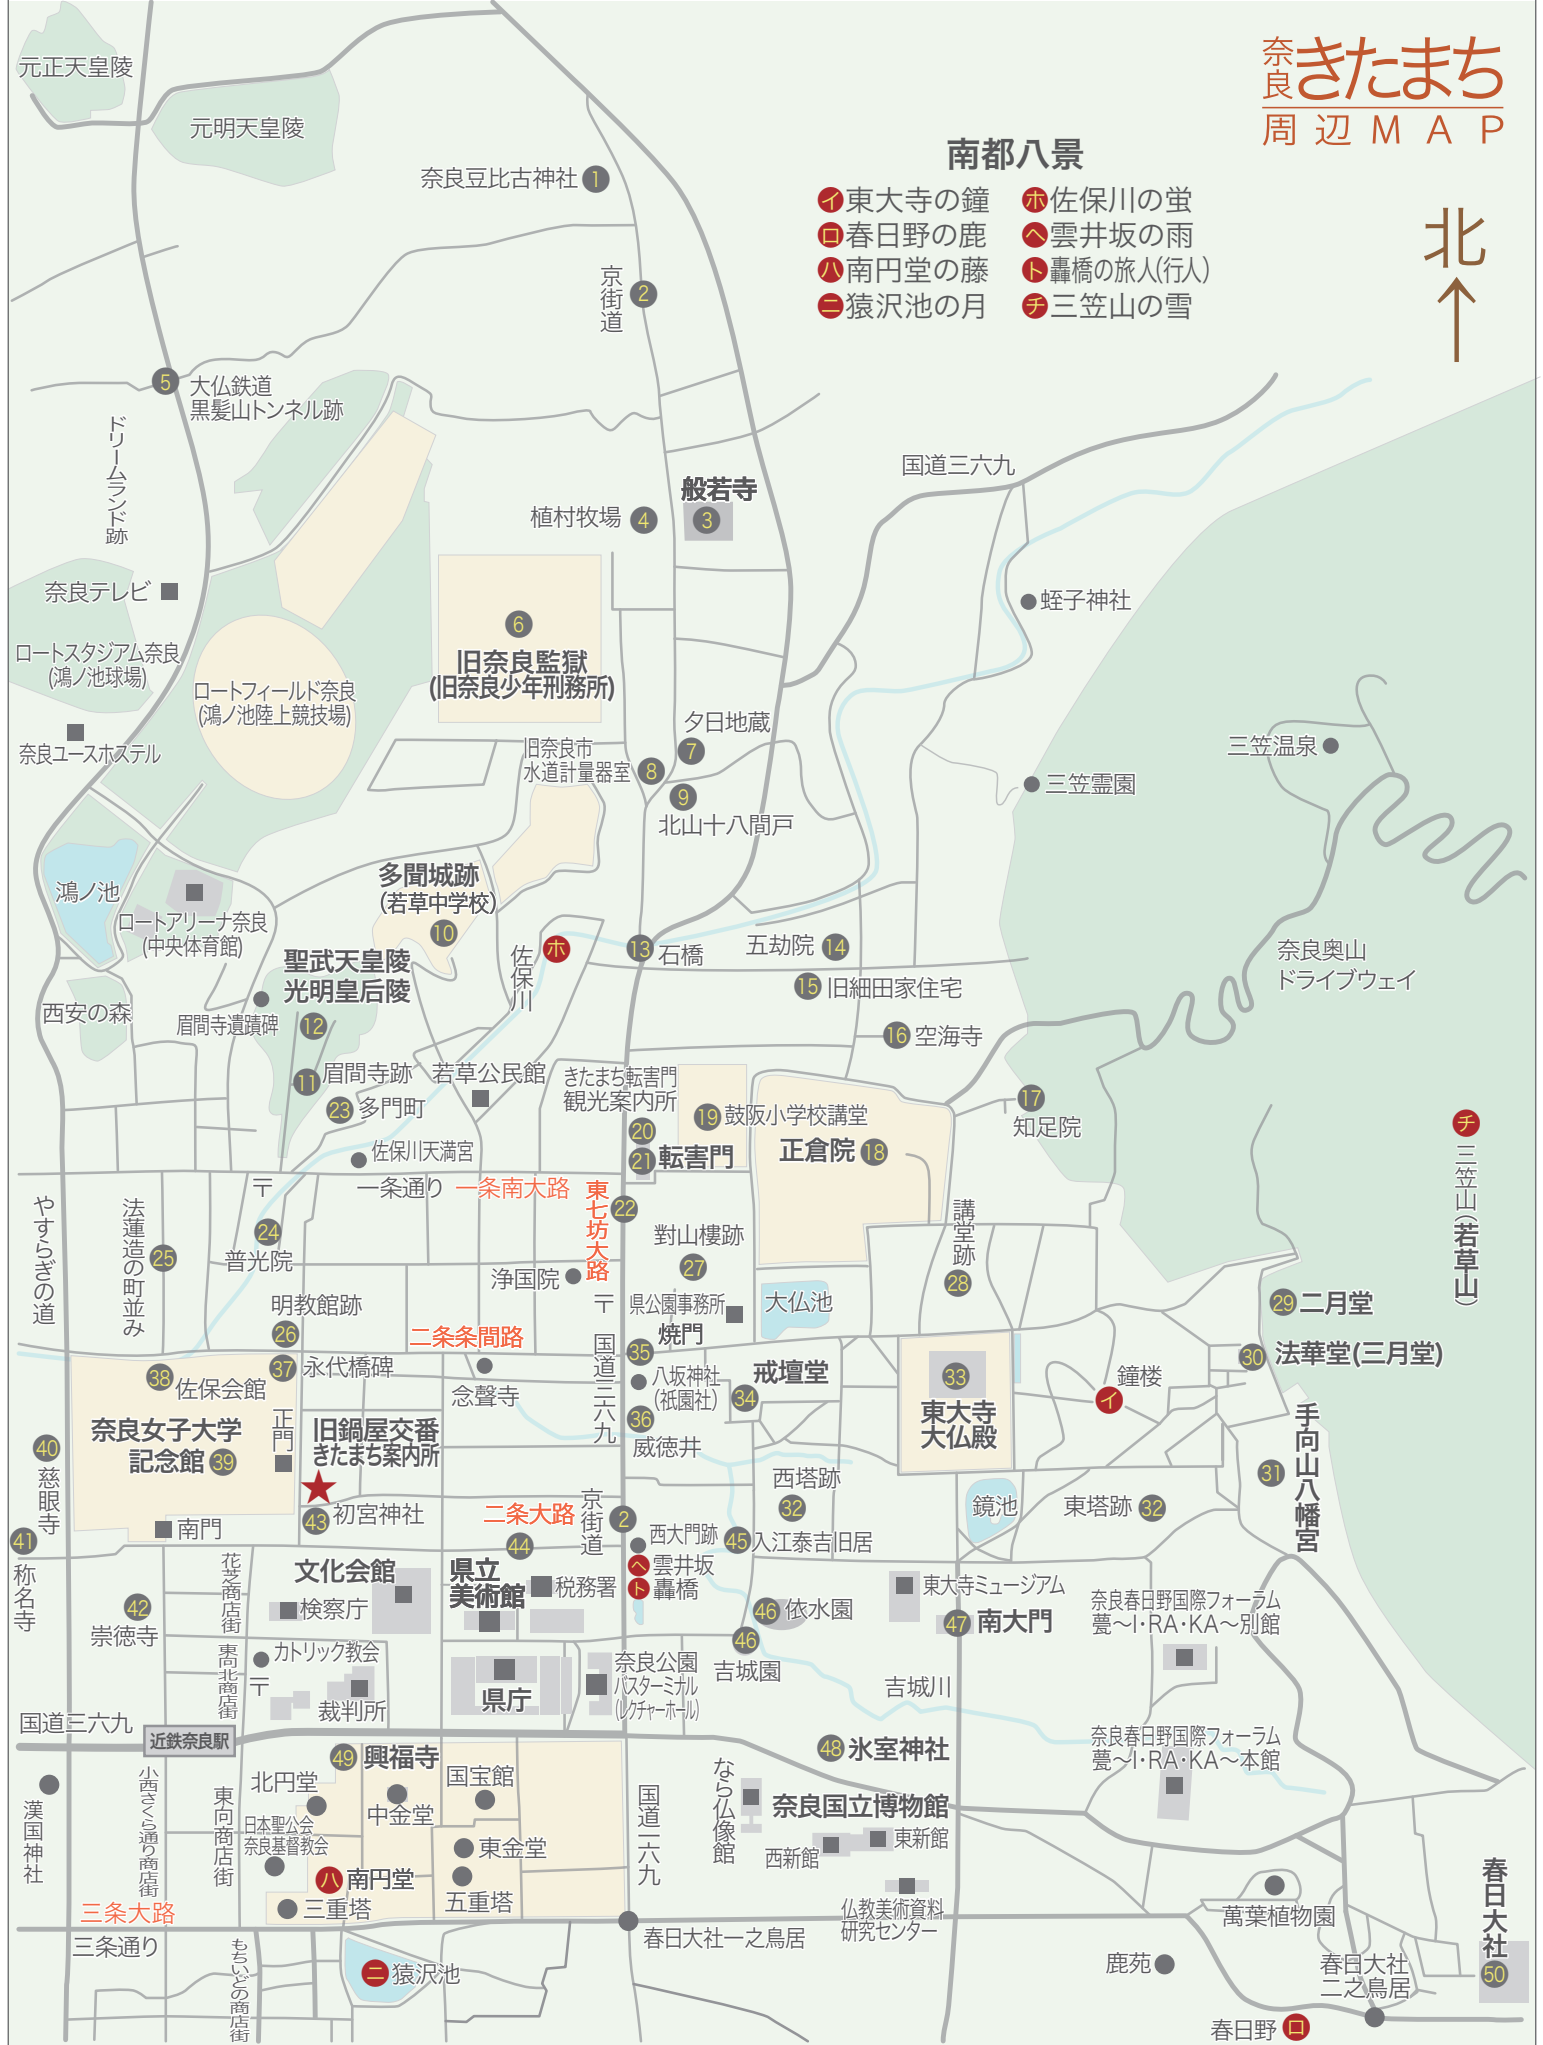 奈良きたまち
周辺MAP
北
南都八景
イ東大寺の鐘
ホ佐保川の蛍
ロ春日野の鹿
ヘ雲井坂の雨
ハ南円堂の藤
ト轟橋の旅人(行人)
ニ猿沢池の月
チ三笠山の雪
元正天皇陵
元明天皇陵
奈良豆比古神社 1
京街道
2
5
大仏鉄道
黒髪山トンネル跡
ドリームランド跡
国道三六九
般若寺
3
植村牧場 4
奈良テレビ
蛭子神社
ロートスタジアム奈良
(鴻ノ池球場)
6
旧奈良監獄
(旧奈良少年刑務所)
ロートフィールド奈良
(鴻ノ池陸上競技場)
奈良ユースホステル
夕日地蔵
7
旧奈良市
水道計量器室 8
9
北山十八間戸
三笠温泉
三笠霊園
鴻ノ池
多聞城跡
(若草中学校)
10
ロートアリーナ奈良
(中央体育館)
ホ
佐保川
13 石橋
五劫院 14
15 旧細田家住宅
奈良奥山
ドライブウェイ
聖武天皇陵
光明皇后陵
12
西安の森
眉間寺遺蹟碑
16 空海寺
11 眉間寺跡
若草公民館
きたまち転害門
観光案内所
20
19 鼓阪小学校講堂
17
知足院
23 多門町
21 転害門
正倉院 18
チ
三笠山(若草山)
佐保川天満宮
〒
一条通り
一条南大路
東七坊大路
22
やすらぎの道
法蓮造の町並み
25
24
普光院
對山樓跡
27
講堂跡
28
浄国院
〒
県公園事務所
大仏池
29 二月堂
明教館跡
26
二条条間路
国道三六九
焼門
35
30 法華堂(三月堂)
38
佐保会館
37 永代橋碑
念聲寺
八坂神社
(祇園社)
戒壇堂
34
33
東大寺
大仏殿
鐘楼
イ
36
威徳井
手向山八幡宮
31
奈良女子大学
記念館 39
正門
旧鍋屋交番
きたまち案内所
40
慈眼寺
西塔跡
32
鏡池
東塔跡 32
43 初宮神社
二条大路
京街道
2
南門
44
西大門跡
45 入江泰吉旧居
41
称名寺
花芝商店街
文化会館
検察庁
県立
美術館
税務署
ヘ 雲井坂
ト 轟橋
東大寺ミュージアム
奈良春日野国際フォーラム
甍〜I・RA・KA〜別館
42
崇徳寺
46 依水園
46
吉城園
47 南大門
東向北商店街
カトリック教会
〒
裁判所
県庁
奈良公園
バスターミナル
(レクチャーホール)
吉城川
国道三六九
近鉄奈良駅
奈良春日野国際フォーラム
甍〜I・RA・KA〜本館
49 興福寺
48 氷室神社
北円堂
中金堂
国宝館
漢国神社
小西さくら通り商店街
東向商店街
日本聖公会
奈良基督教会
東金堂
国道一六九
なら仏像館
奈良国立博物館
西新館
東新館
ハ 南円堂
三重塔
五重塔
仏教美術資料
研究センター
萬葉植物園
春日大社
50
三条大路
三条通り
春日大社一之鳥居
もちいどの商店街
ニ 猿沢池
鹿苑
春日大社
二之鳥居
春日野 ロ